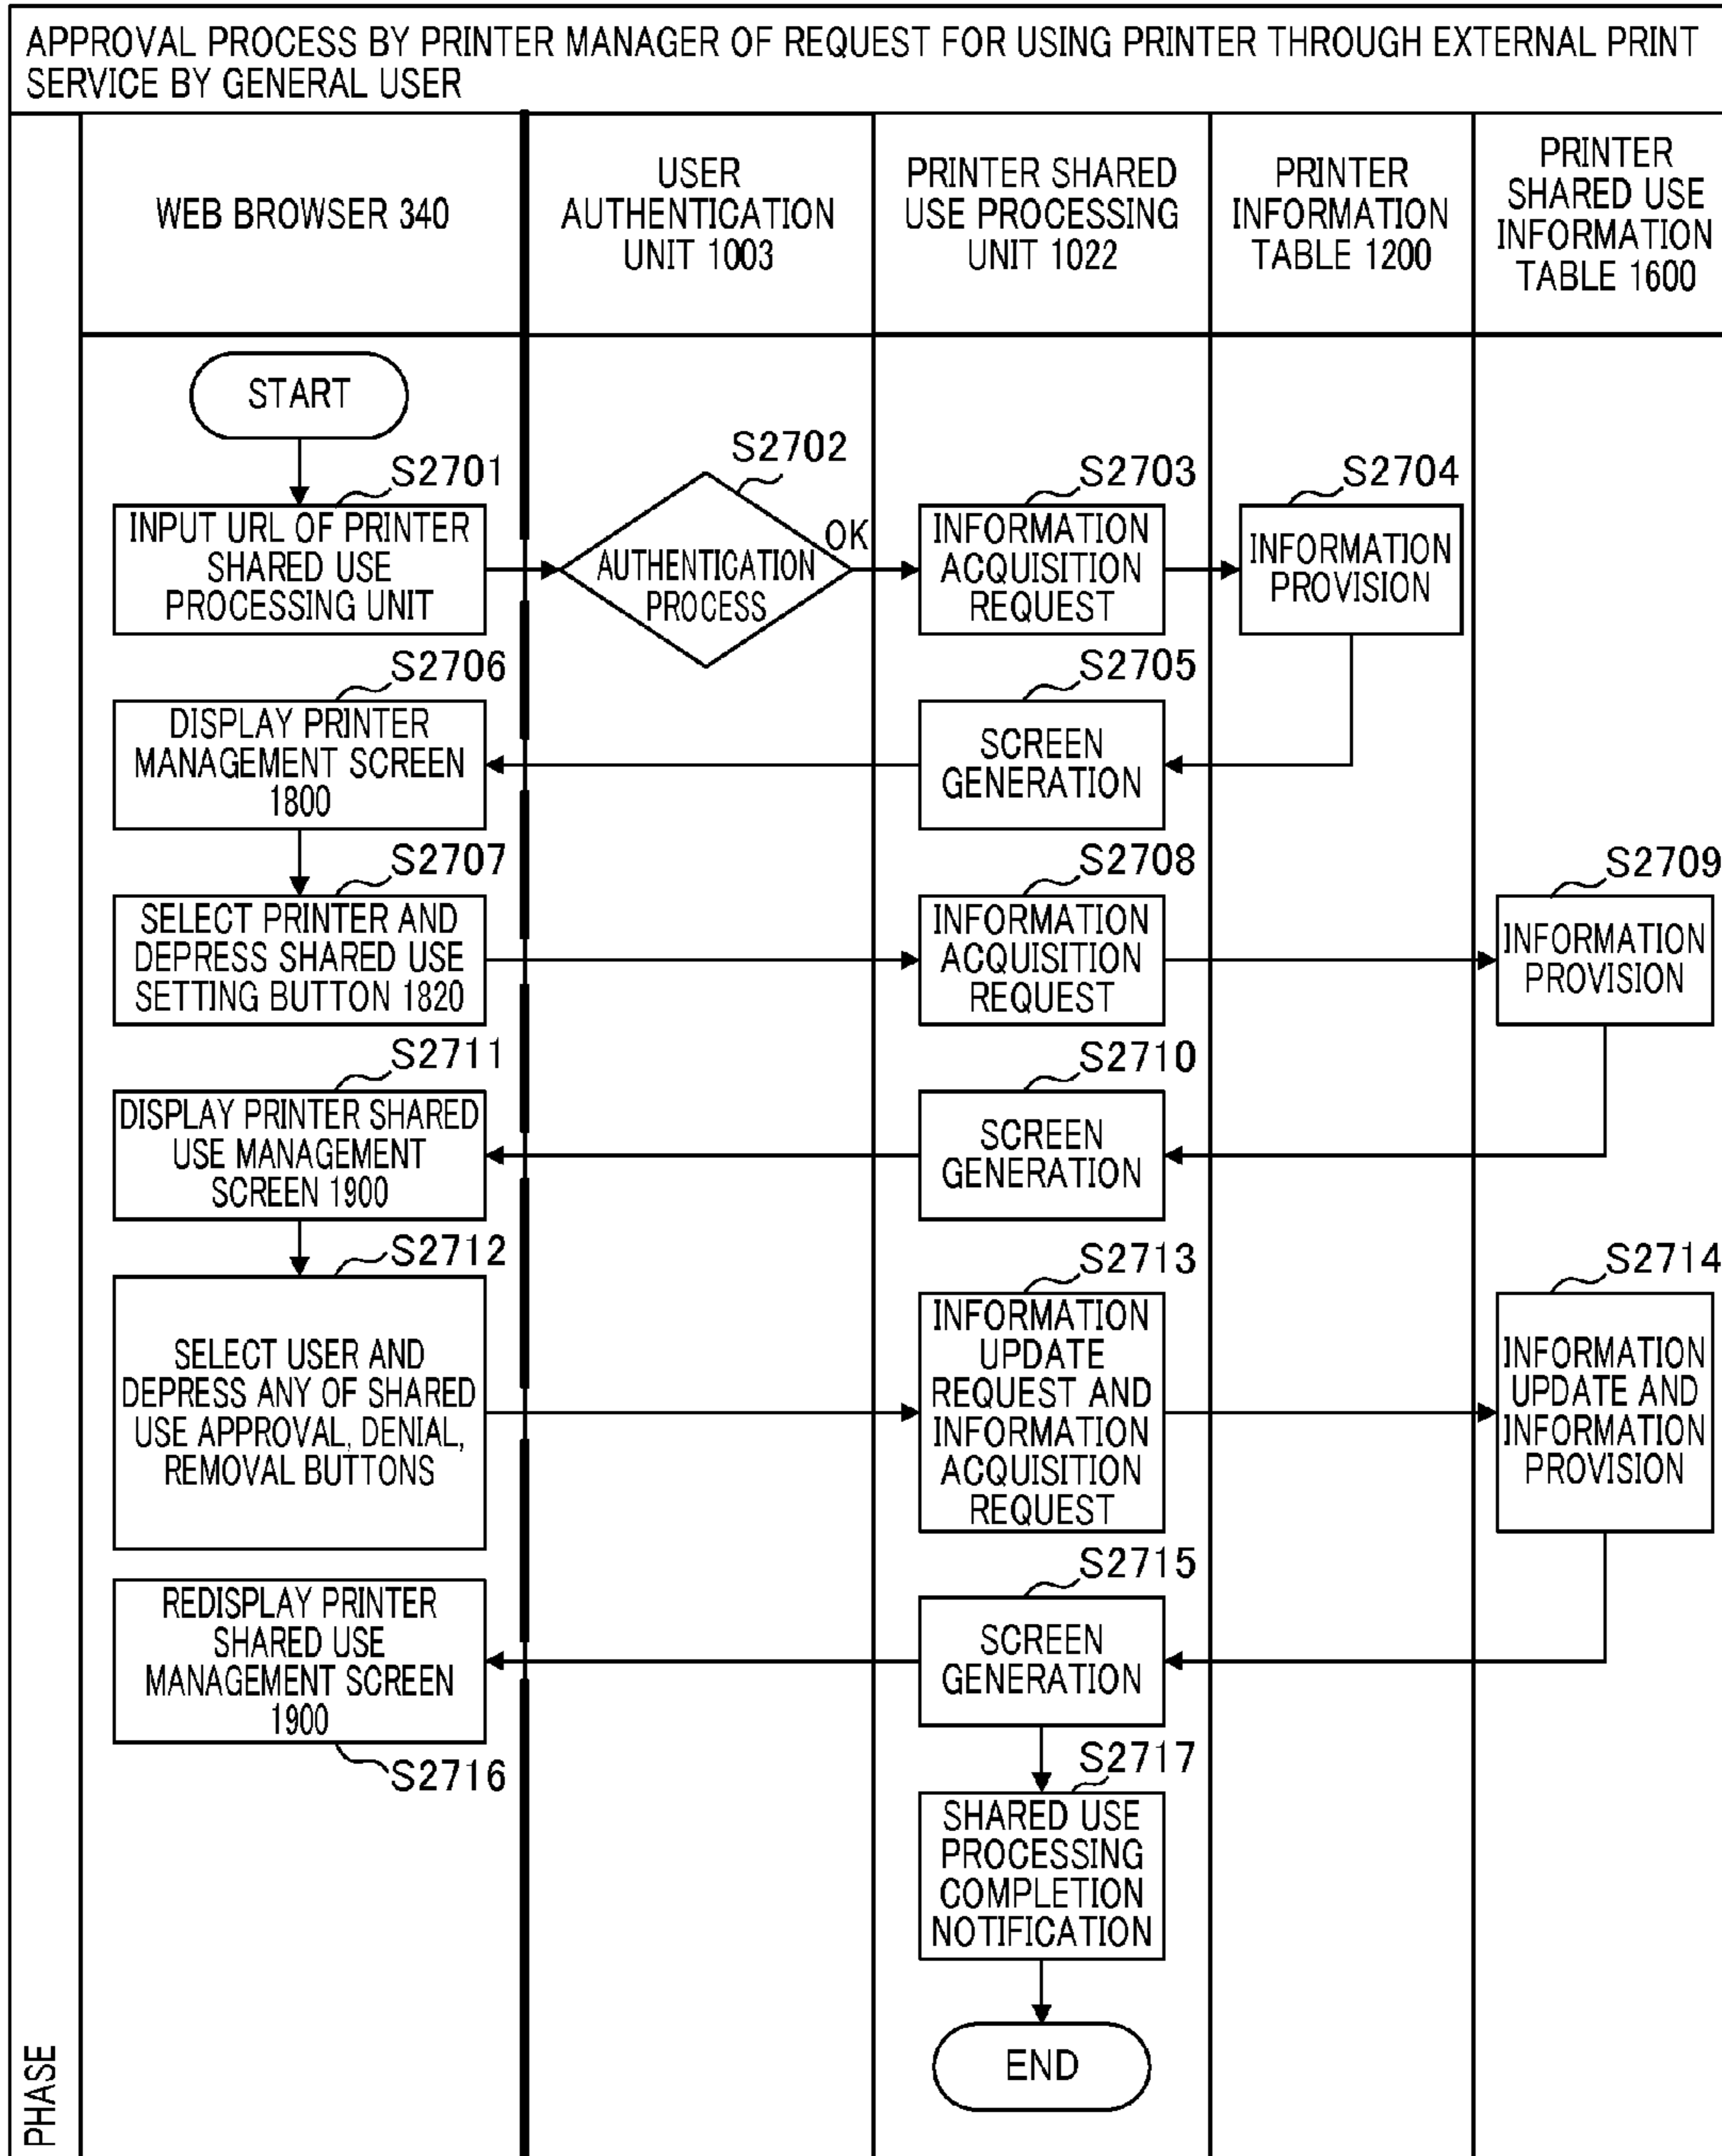 APPROVAL PROCESS BY PRINTER MANAGER OF REQUEST FOR USING PRINTER THROUGH EXTERNAL PRINT
SERVICE BY GENERAL USER
WEB BROWSER 340
USER
AUTHENTICATION
UNIT 1003
PRINTER SHARED
USE PROCESSING
UNIT 1022
PRINTER
INFORMATION
TABLE 1200
PRINTER
SHARED USE
INFORMATION
TABLE 1600
START
S2701
INPUT URL OF PRINTER
SHARED USE
PROCESSING UNIT
S2702
AUTHENTICATION
PROCESS
OK
S2703
INFORMATION
ACQUISITION
REQUEST
S2704
INFORMATION
PROVISION
S2706
DISPLAY PRINTER
MANAGEMENT SCREEN
1800
S2705
SCREEN
GENERATION
S2707
SELECT PRINTER AND
DEPRESS SHARED USE
SETTING BUTTON 1820
S2708
INFORMATION
ACQUISITION
REQUEST
S2709
INFORMATION
PROVISION
S2711
DISPLAY PRINTER SHARED
USE MANAGEMENT
SCREEN 1900
S2710
SCREEN
GENERATION
S2712
SELECT USER AND
DEPRESS ANY OF SHARED
USE APPROVAL, DENIAL,
REMOVAL BUTTONS
S2713
INFORMATION
UPDATE
REQUEST AND
INFORMATION
ACQUISITION
REQUEST
S2714
INFORMATION
UPDATE AND
INFORMATION
PROVISION
REDISPLAY PRINTER
SHARED USE
MANAGEMENT SCREEN
1900
S2716
S2715
SCREEN
GENERATION
S2717
SHARED USE
PROCESSING
COMPLETION
NOTIFICATION
END
PHASE